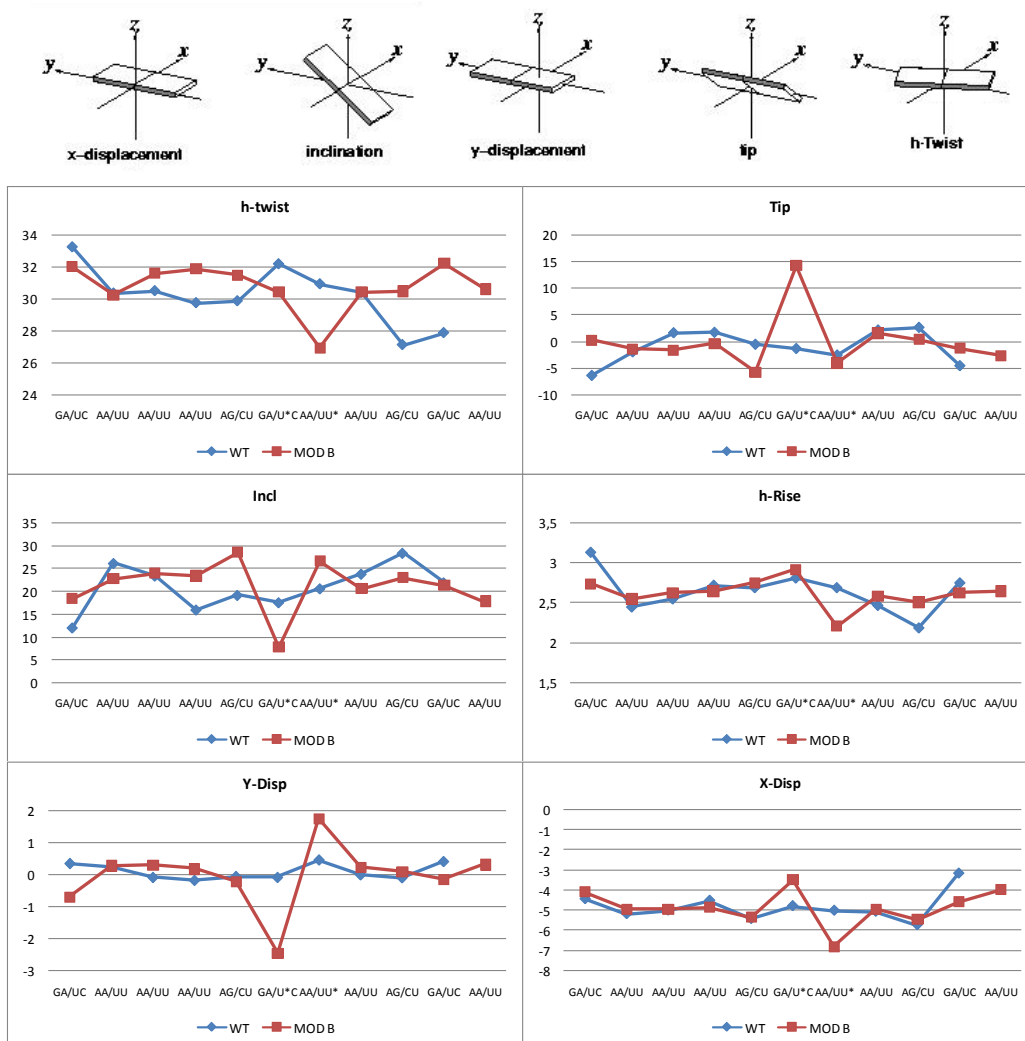 z
y x
x-displacement
z
y x
inclination
z
y x
y-displacement
z
y x
tip
z
y x
h-Twist
h-twist
34
32
30
28
26
24
GA/UC AA/UU AA/UU AA/UU AG/CU GA/U*C AA/UU* AA/UU AG/CU GA/UC AA/UU
WT MOD B
Tip
20
15
10
5
0
-5
-10
GA/UC AA/UU AA/UU AA/UU AG/CU GA/U*C AA/UU* AA/UU AG/CU GA/UC AA/UU
WT MOD B
Incl
35
30
25
20
15
10
5
0
GA/UC AA/UU AA/UU AA/UU AG/CU GA/U*C AA/UU* AA/UU AG/CU GA/UC AA/UU
WT MOD B
h-Rise
3,5
3
2,5
2
1,5
GA/UC AA/UU AA/UU AA/UU AG/CU GA/U*C AA/UU* AA/UU AG/CU GA/UC AA/UU
WT MOD B
Y-Disp
2
1
0
-1
-2
-3
GA/UC AA/UU AA/UU AA/UU AG/CU GA/U*C AA/UU* AA/UU AG/CU GA/UC AA/UU
WT MOD B
X-Disp
0
-1
-2
-3
-4
-5
-6
-7
-8
GA/UC AA/UU AA/UU AA/UU AG/CU GA/U*C AA/UU* AA/UU AG/CU GA/UC AA/UU
WT MOD B